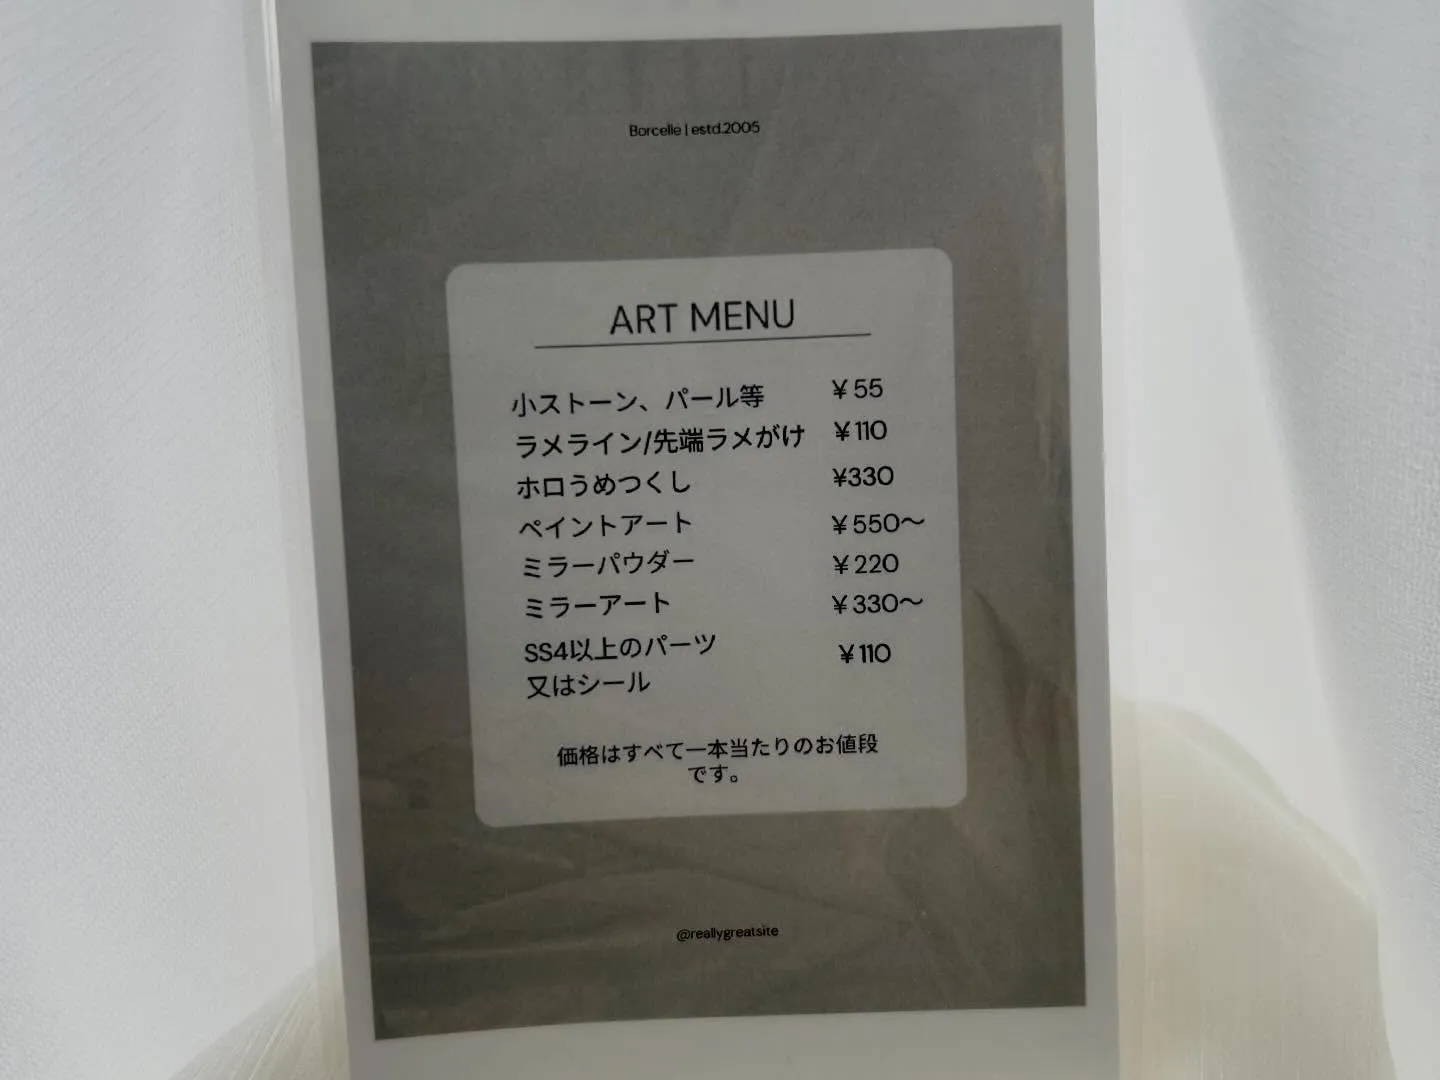 Borcelle | estd.2005
ART MENU
小ストーン、パール等 ¥55
ラメライン/先端ラメがけ ¥110
ホロうめつくし ¥330
ペイントアート ¥550〜
ミラーパウダー ¥220
ミラーアート ¥330〜
SS4以上のパーツ ¥110
又はシール
価格はすべて一本当たりのお値段
です。
@reallygreatsite